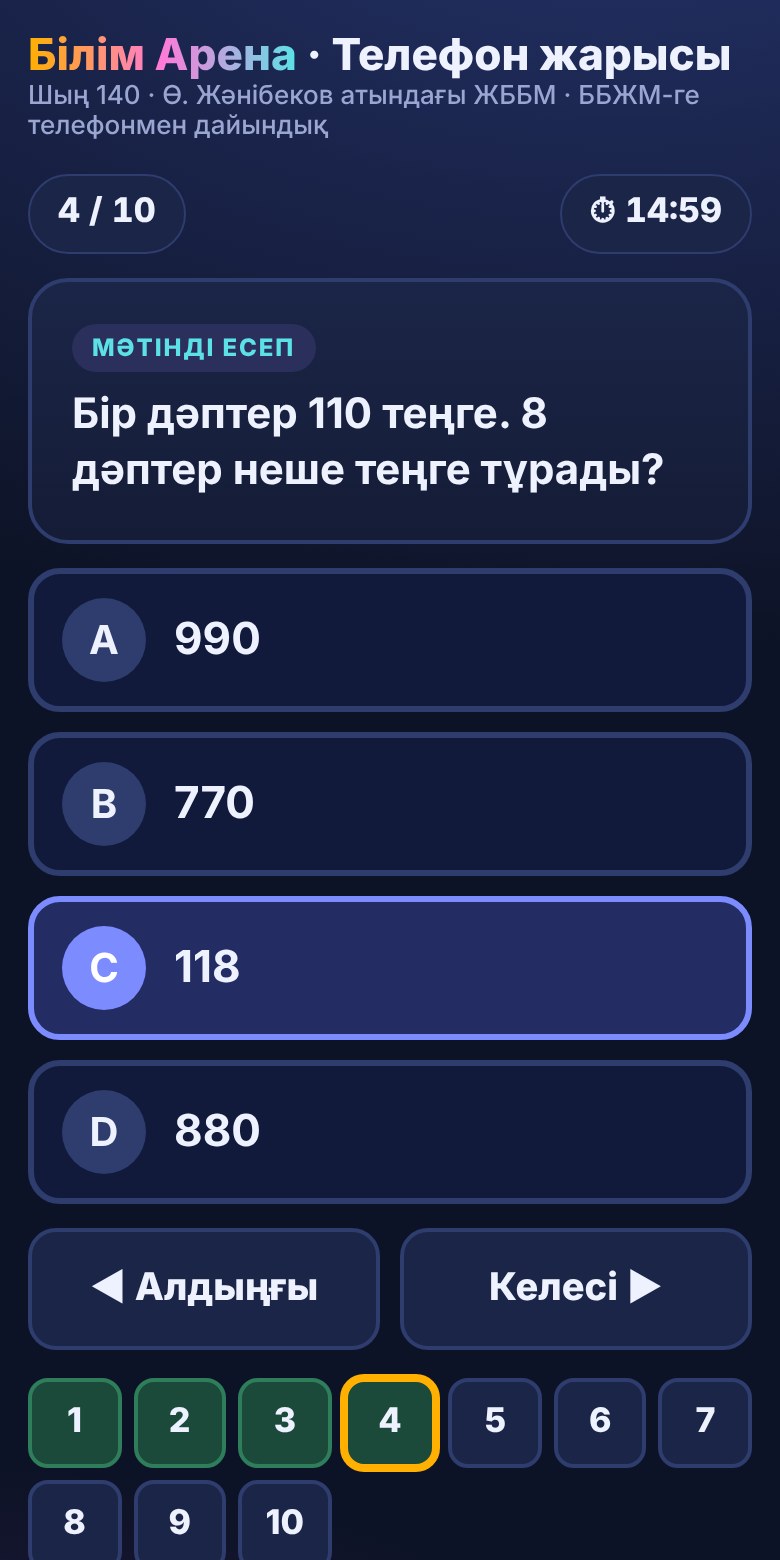 Білім Арена · Телефон жарысы
Шың 140 · Ө. Жәнібеков атындағы ЖББМ · ББЖМ-ге
телефонмен дайындық
4 / 10
⏱ 14:59
МӘТІНДІ ЕСЕП
Бір дәптер 110 теңге. 8
дәптер неше теңге тұрады?
A 990
B 770
C 118
D 880
◀ Алдыңғы
Келесі ▶
1 2 3 4 5 6 7
8 9 10